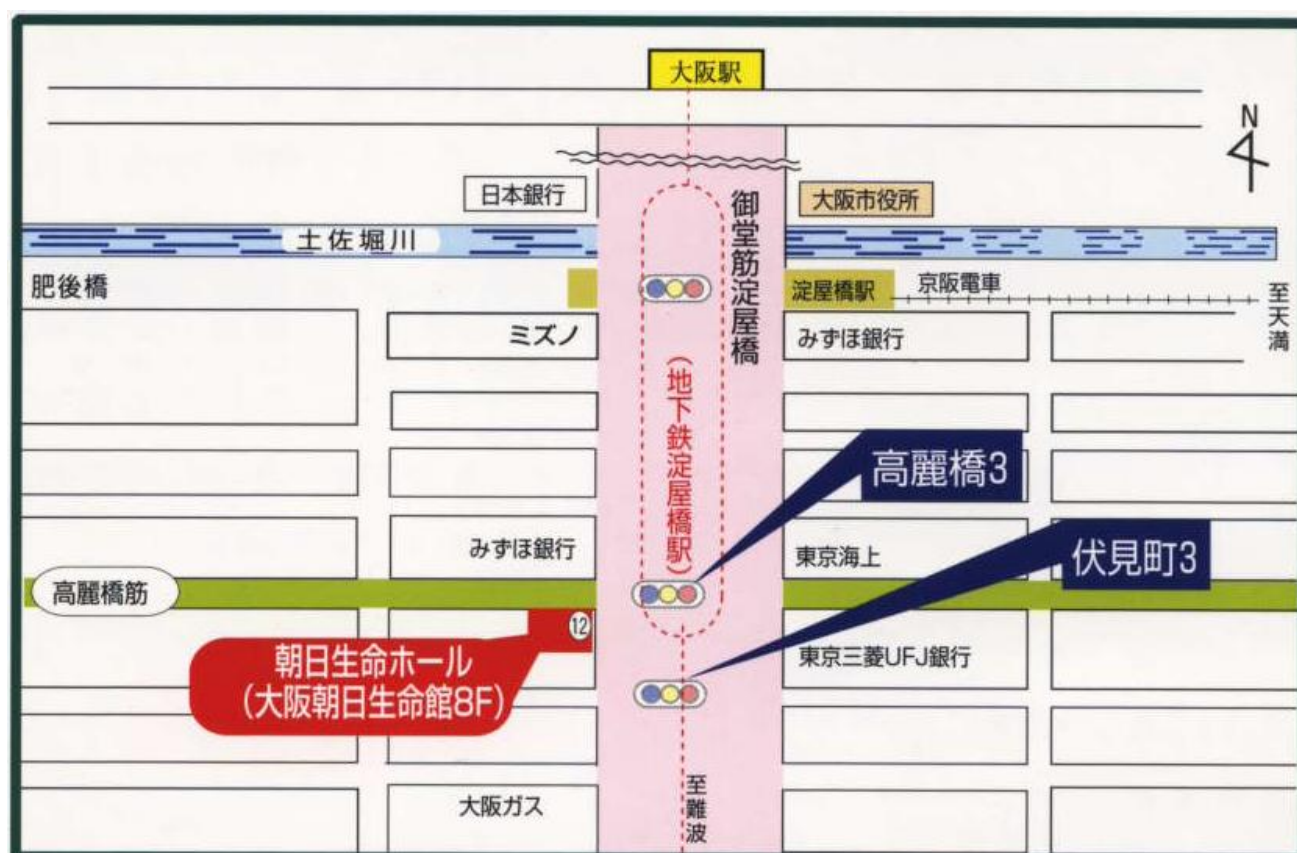 大阪駅
N
日本銀行
御堂筋淀屋橋
大阪市役所
土佐堀川
肥後橋
淀屋橋駅
京阪電車
至天満
ミズノ
みずほ銀行
(地下鉄淀屋橋駅)
高麗橋3
みずほ銀行
東京海上
伏見町3
高麗橋筋
12
朝日生命ホール
(大阪朝日生命館8F)
東京三菱UFJ銀行
大阪ガス
至難波